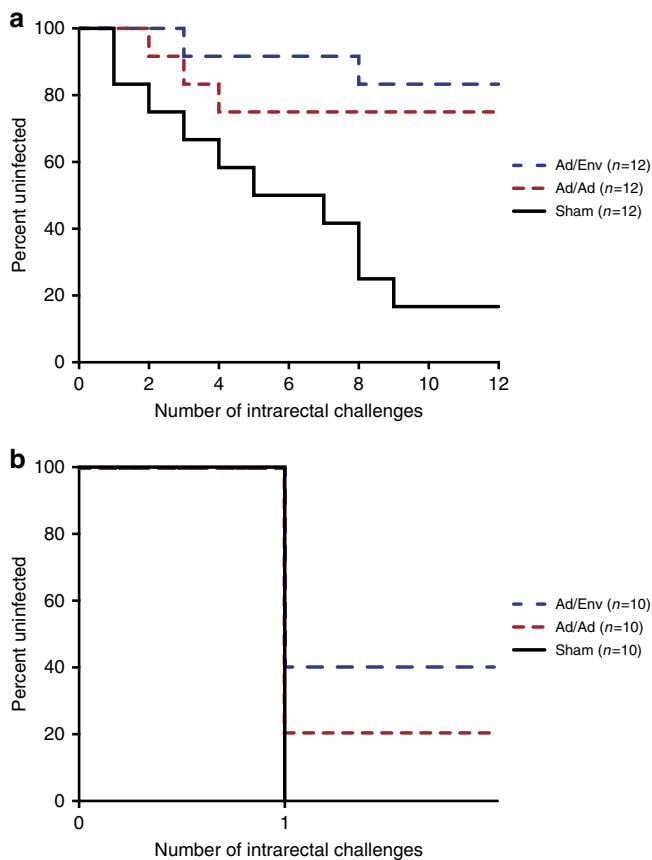 a
100
80
60
40
20
0
Percent uninfected
0 2 4 6 8 10 12
Number of intrarectal challenges
Ad/Env (n=12)
Ad/Ad (n=12)
Sham (n=12)
b
100
80
60
40
20
0
Percent uninfected
0 1
Number of intrarectal challenges
Ad/Env (n=10)
Ad/Ad (n=10)
Sham (n=10)